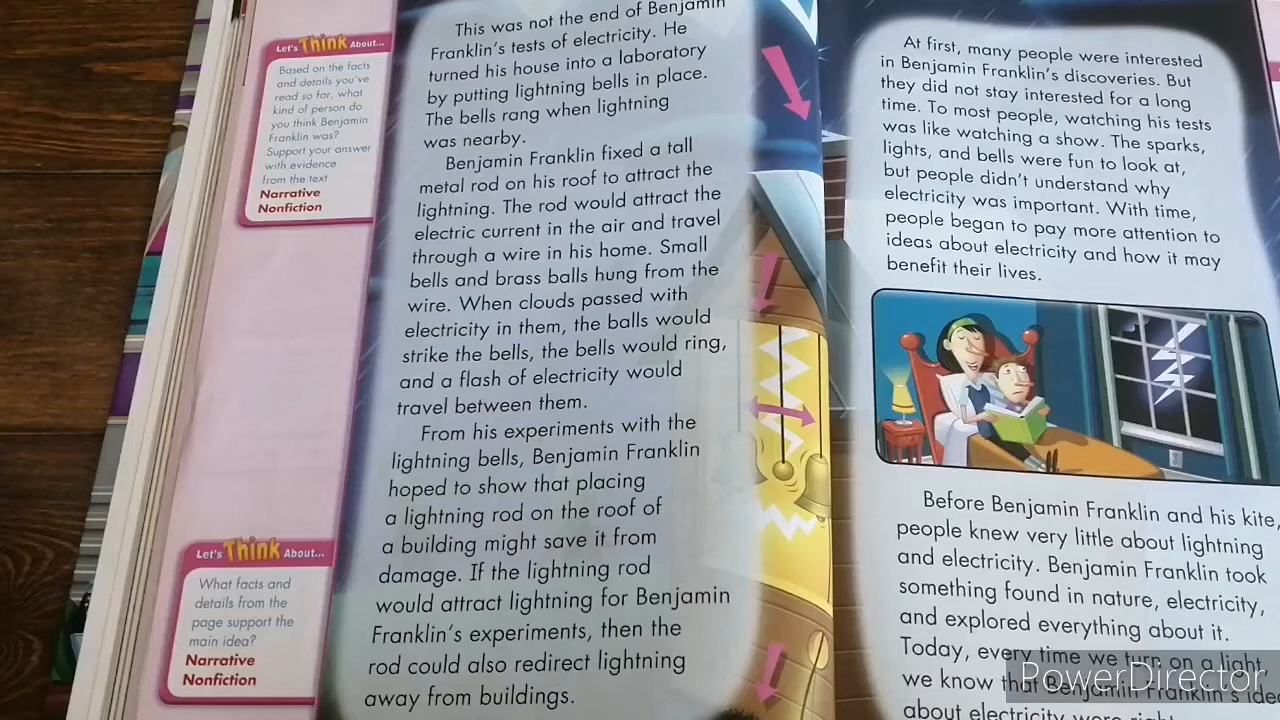 Let's Think About...
Based on the facts
and details you've
read so far, what
kind of person do
you think Benjamin
Franklin was?
Support your answer
with evidence
from the text
Narrative
Nonfiction
Let's Think About...
What facts and
details from the
page support the
main idea?
Narrative
Nonfiction
This was not the end of Benjamin
Franklin's tests of electricity. He
turned his house into a laboratory
by putting lightning bells in place.
The bells rang when lightning
was nearby.
Benjamin Franklin fixed a tall
metal rod on his roof to attract the
lightning. The rod would attract the
electric current in the air and travel
through a wire in his home. Small
bells and brass balls hung from the
wire. When clouds passed with
electricity in them, the balls would
strike the bells, the bells would ring,
and a flash of electricity would
travel between them.
From his experiments with the
lightning bells, Benjamin Franklin
hoped to show that placing
a lightning rod on the roof of
a building might save it from
damage. If the lightning rod
would attract lightning for Benjamin
Franklin's experiments, then the
rod could also redirect lightning
away from buildings.
At first, many people were interested
in Benjamin Franklin's discoveries. But
they did not stay interested for a long
time. To most people, watching his tests
was like watching a show. The sparks,
lights, and bells were fun to look at,
but people didn't understand why
electricity was important. With time,
people began to pay more attention to
ideas about electricity and how it may
benefit their lives.
Before Benjamin Franklin and his kite,
people knew very little about lightning
and electricity. Benjamin Franklin took
something found in nature, electricity,
and explored everything about it.
Today, every time we turn on a light,
we know that Benjamin Franklin's ideas
about electricity were right.
PowerDirector